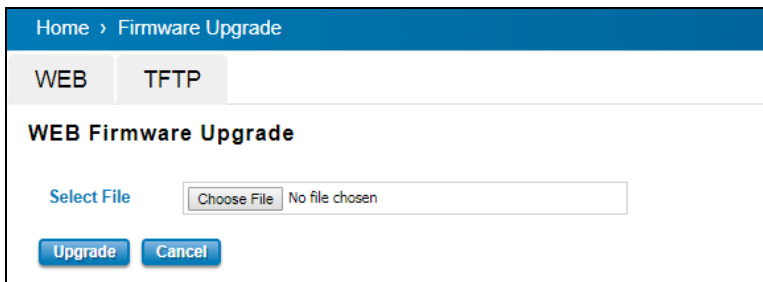 Home › Firmware Upgrade
WEB TFTP
WEB Firmware Upgrade
Select File Choose File No file chosen
Upgrade Cancel